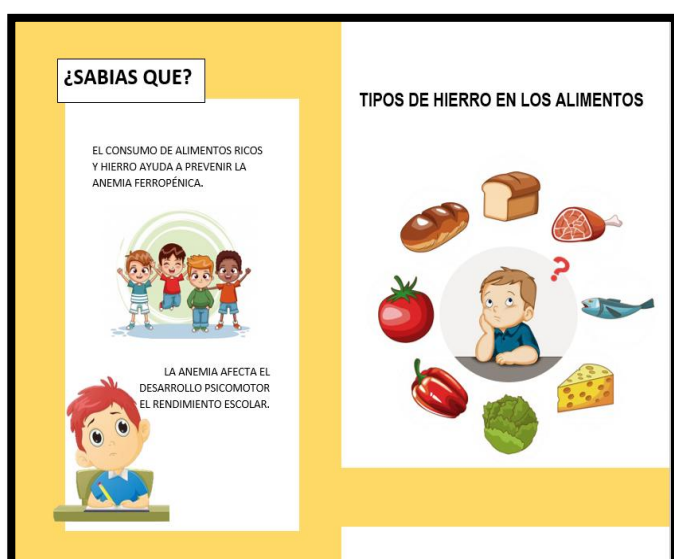 ¿SABIAS QUE?
EL CONSUMO DE ALIMENTOS RICOS
Y HIERRO AYUDA A PREVENIR LA
ANEMIA FERROPÉNICA.
LA ANEMIA AFECTA EL
DESARROLLO PSICOMOTOR
EL RENDIMIENTO ESCOLAR.
TIPOS DE HIERRO EN LOS ALIMENTOS
?